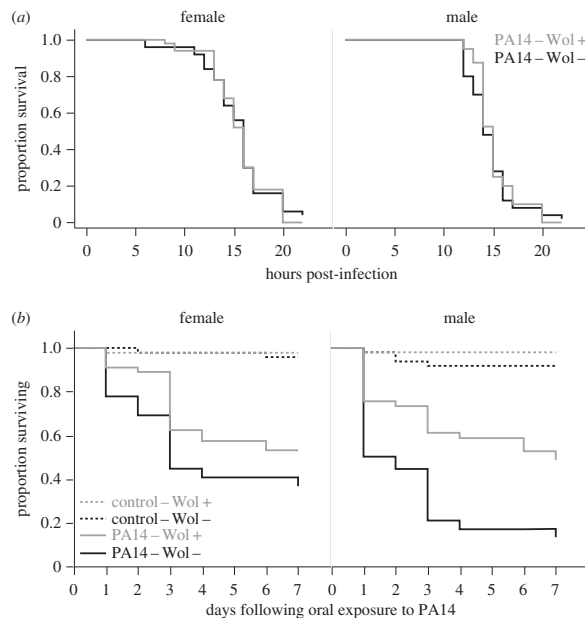 (a)
female
male
PA14 – Wol +
PA14 – Wol –
proportion survival
1.0
0.8
0.6
0.4
0.2
0
0 5 10 15 20
0 5 10 15 20
hours post-infection
(b)
female
male
proportion surviving
1.0
0.8
0.6
0.4
0.2
0
control – Wol +
control – Wol –
PA14 – Wol +
PA14 – Wol –
0 1 2 3 4 5 6 7
0 1 2 3 4 5 6 7
days following oral exposure to PA14